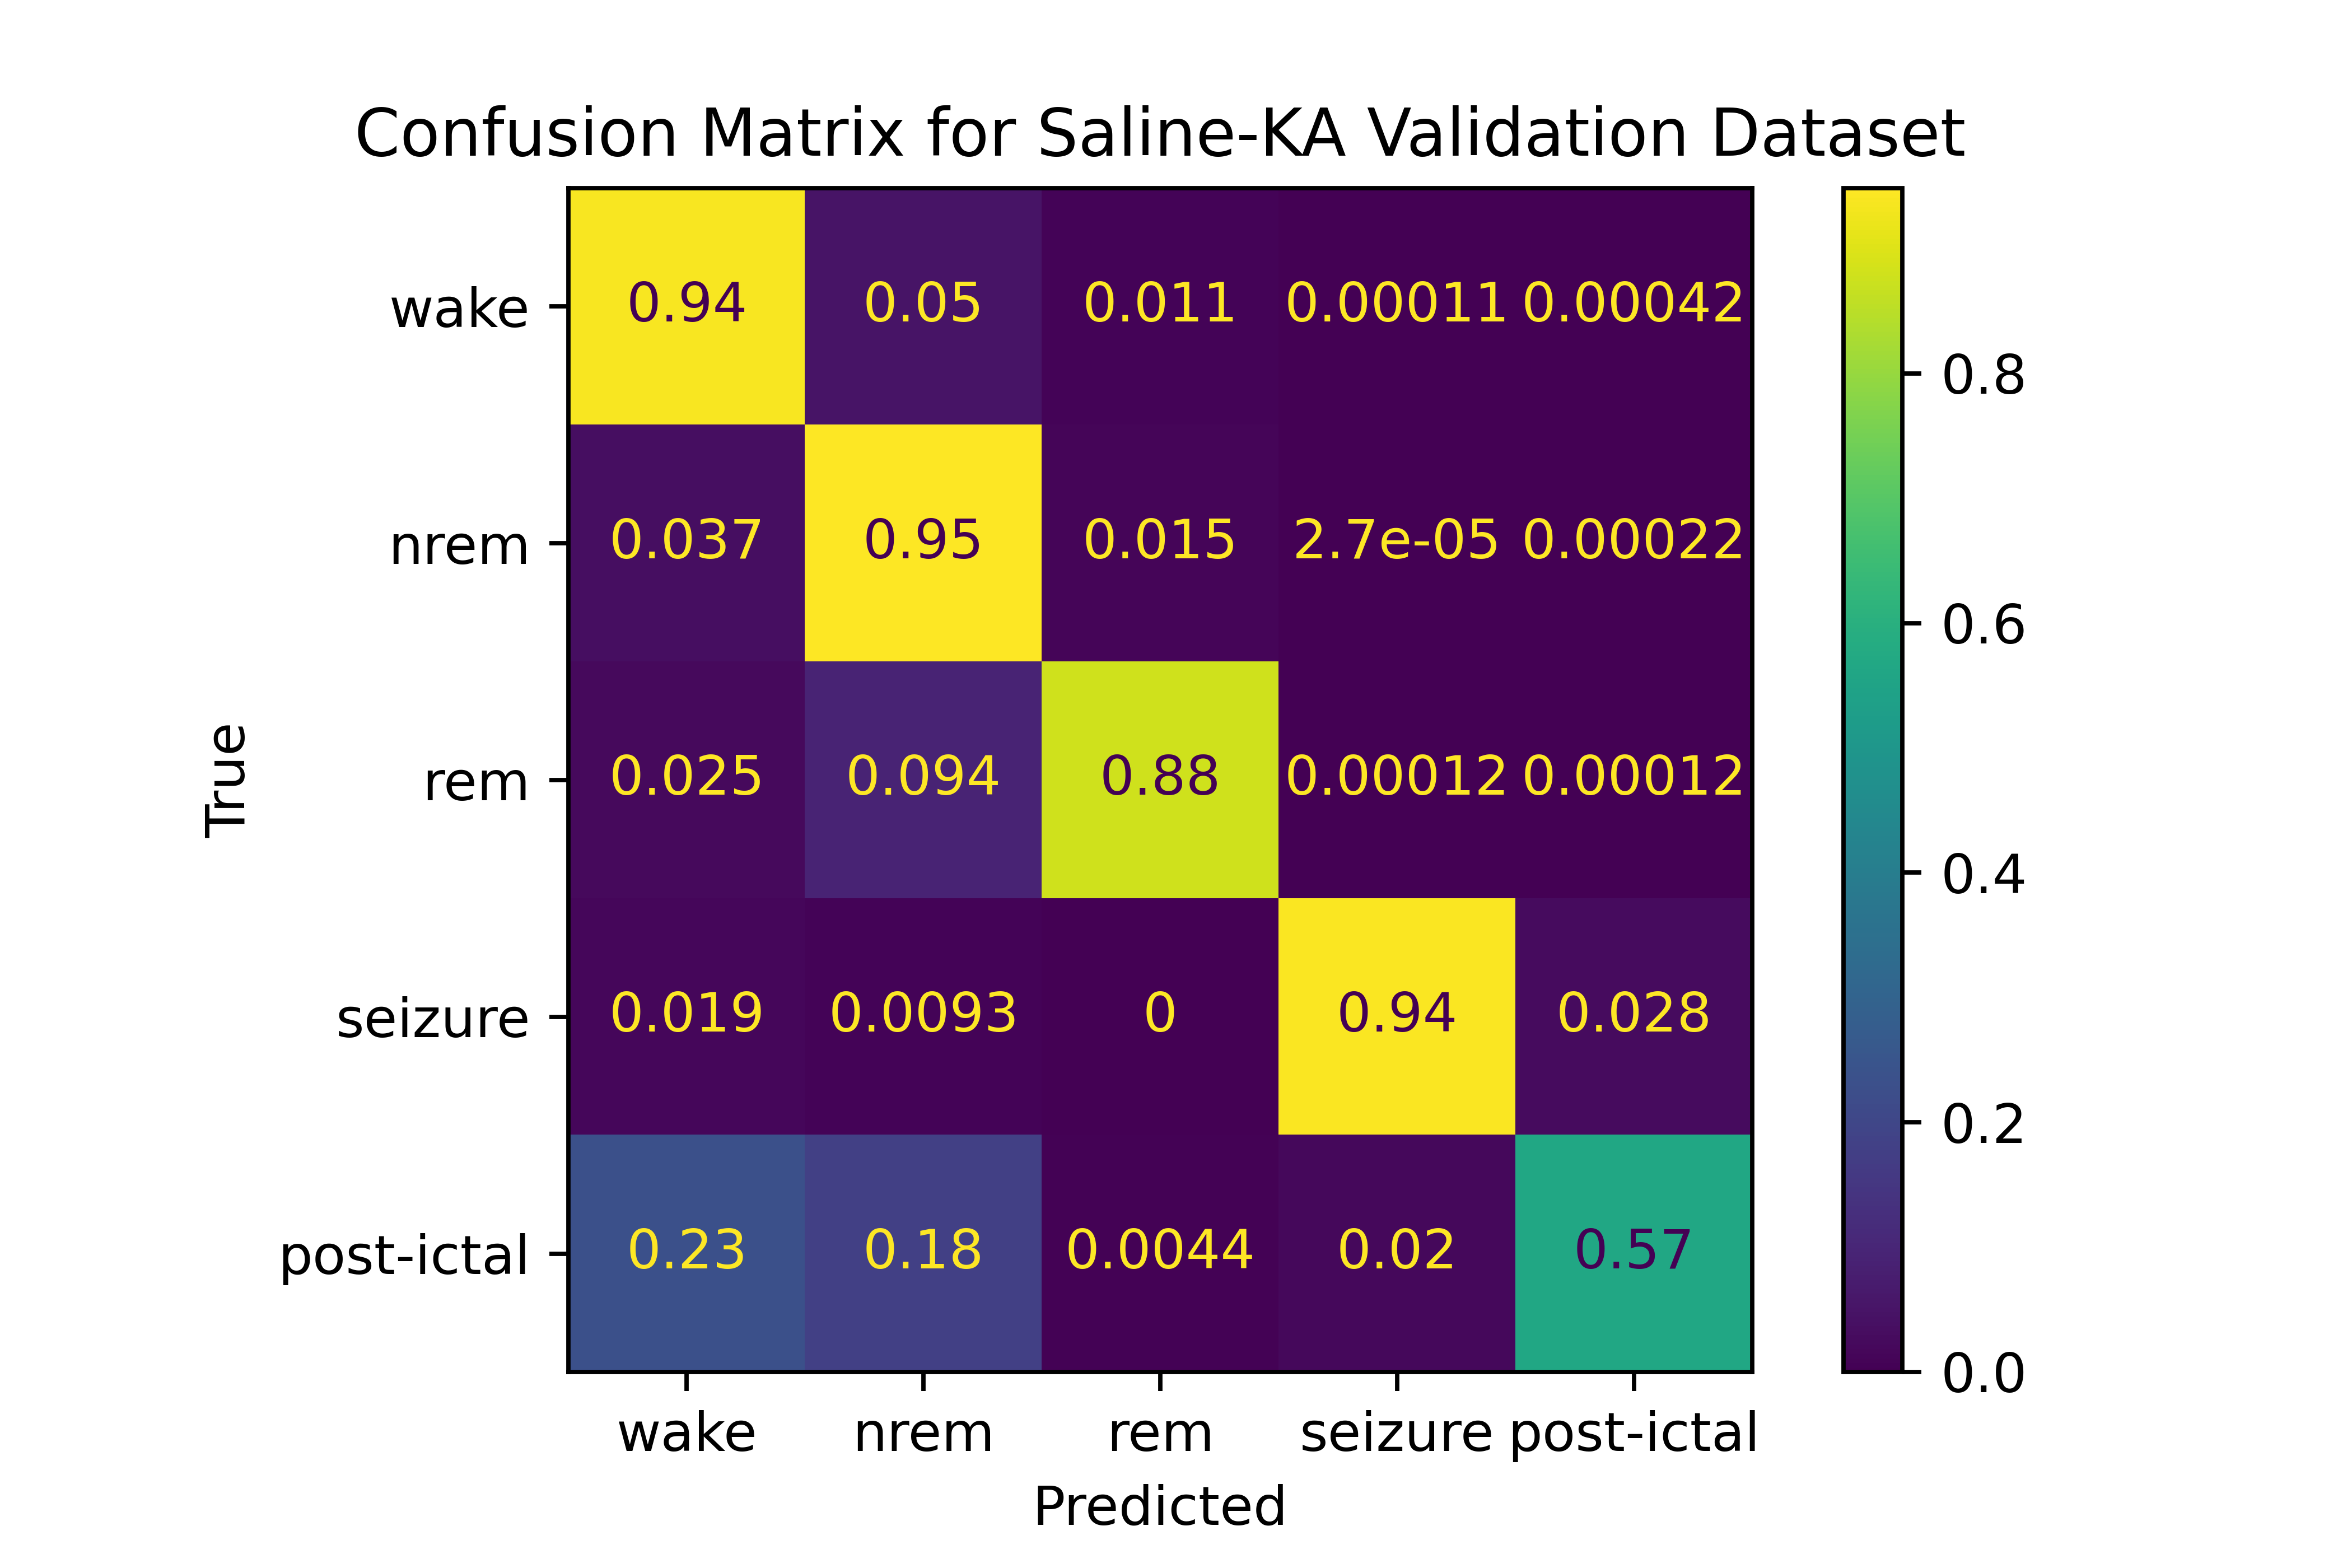 Confusion Matrix for Saline-KA Validation Dataset
True
wake 0.94 0.05 0.011 0.00011 0.00042
nrem 0.037 0.95 0.015 2.7e-05 0.00022
rem 0.025 0.094 0.88 0.00012 0.00012
seizure 0.019 0.0093 0 0.94 0.028
post-ictal 0.23 0.18 0.0044 0.02 0.57
wake nrem rem seizure post-ictal
Predicted
0.8
0.6
0.4
0.2
0.0